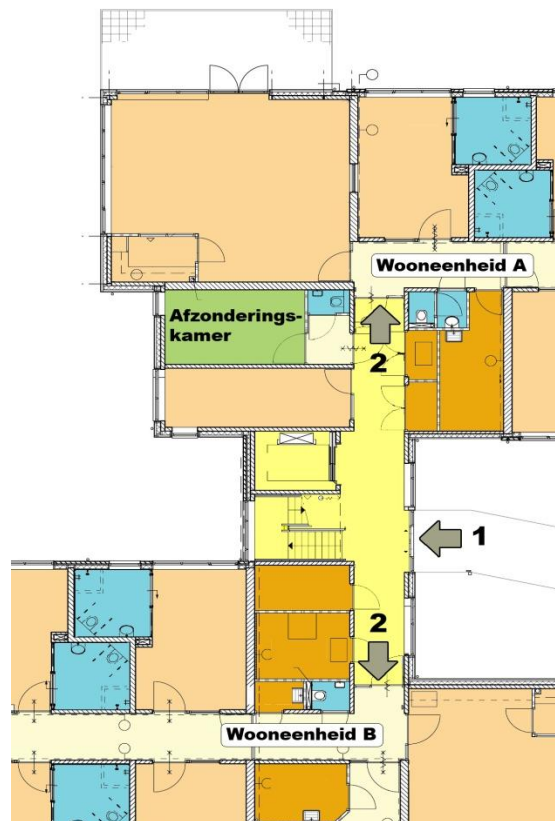 Wooneenheid A
Afzonderings-
kamer
2
1
2
Wooneenheid B